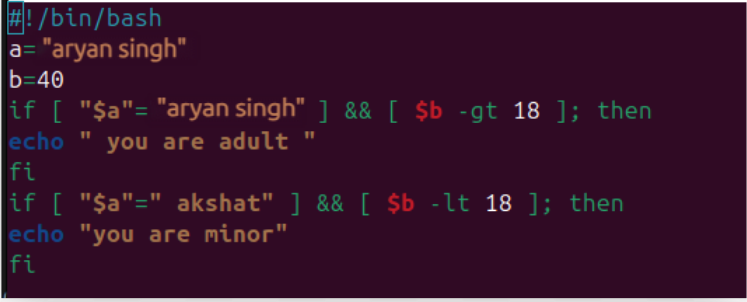 #!/bin/bash
a= "aryan singh"
b=40
if [ "$a"= "aryan singh" ] && [ $b -gt 18 ]; then
echo " you are adult "
fi
if [ "$a"=" akshat" ] && [ $b -lt 18 ]; then
echo "you are minor"
fi